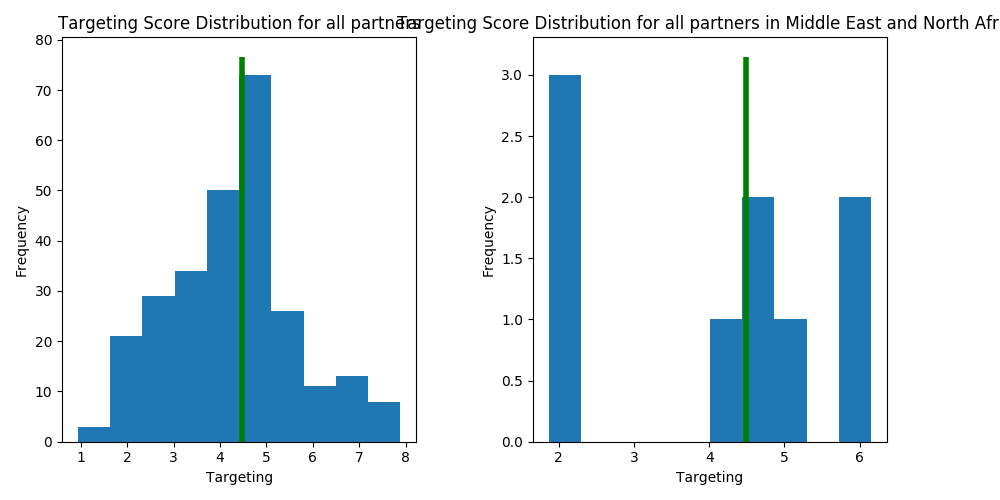 Targeting Score Distribution for all partners
Targeting Score Distribution for all partners in Middle East and North Afr
80
70
60
50
40
30
20
10
0
Frequency
1 2 3 4 5 6 7 8
Targeting
3.0
2.5
2.0
1.5
1.0
0.5
0.0
Frequency
2 3 4 5 6
Targeting